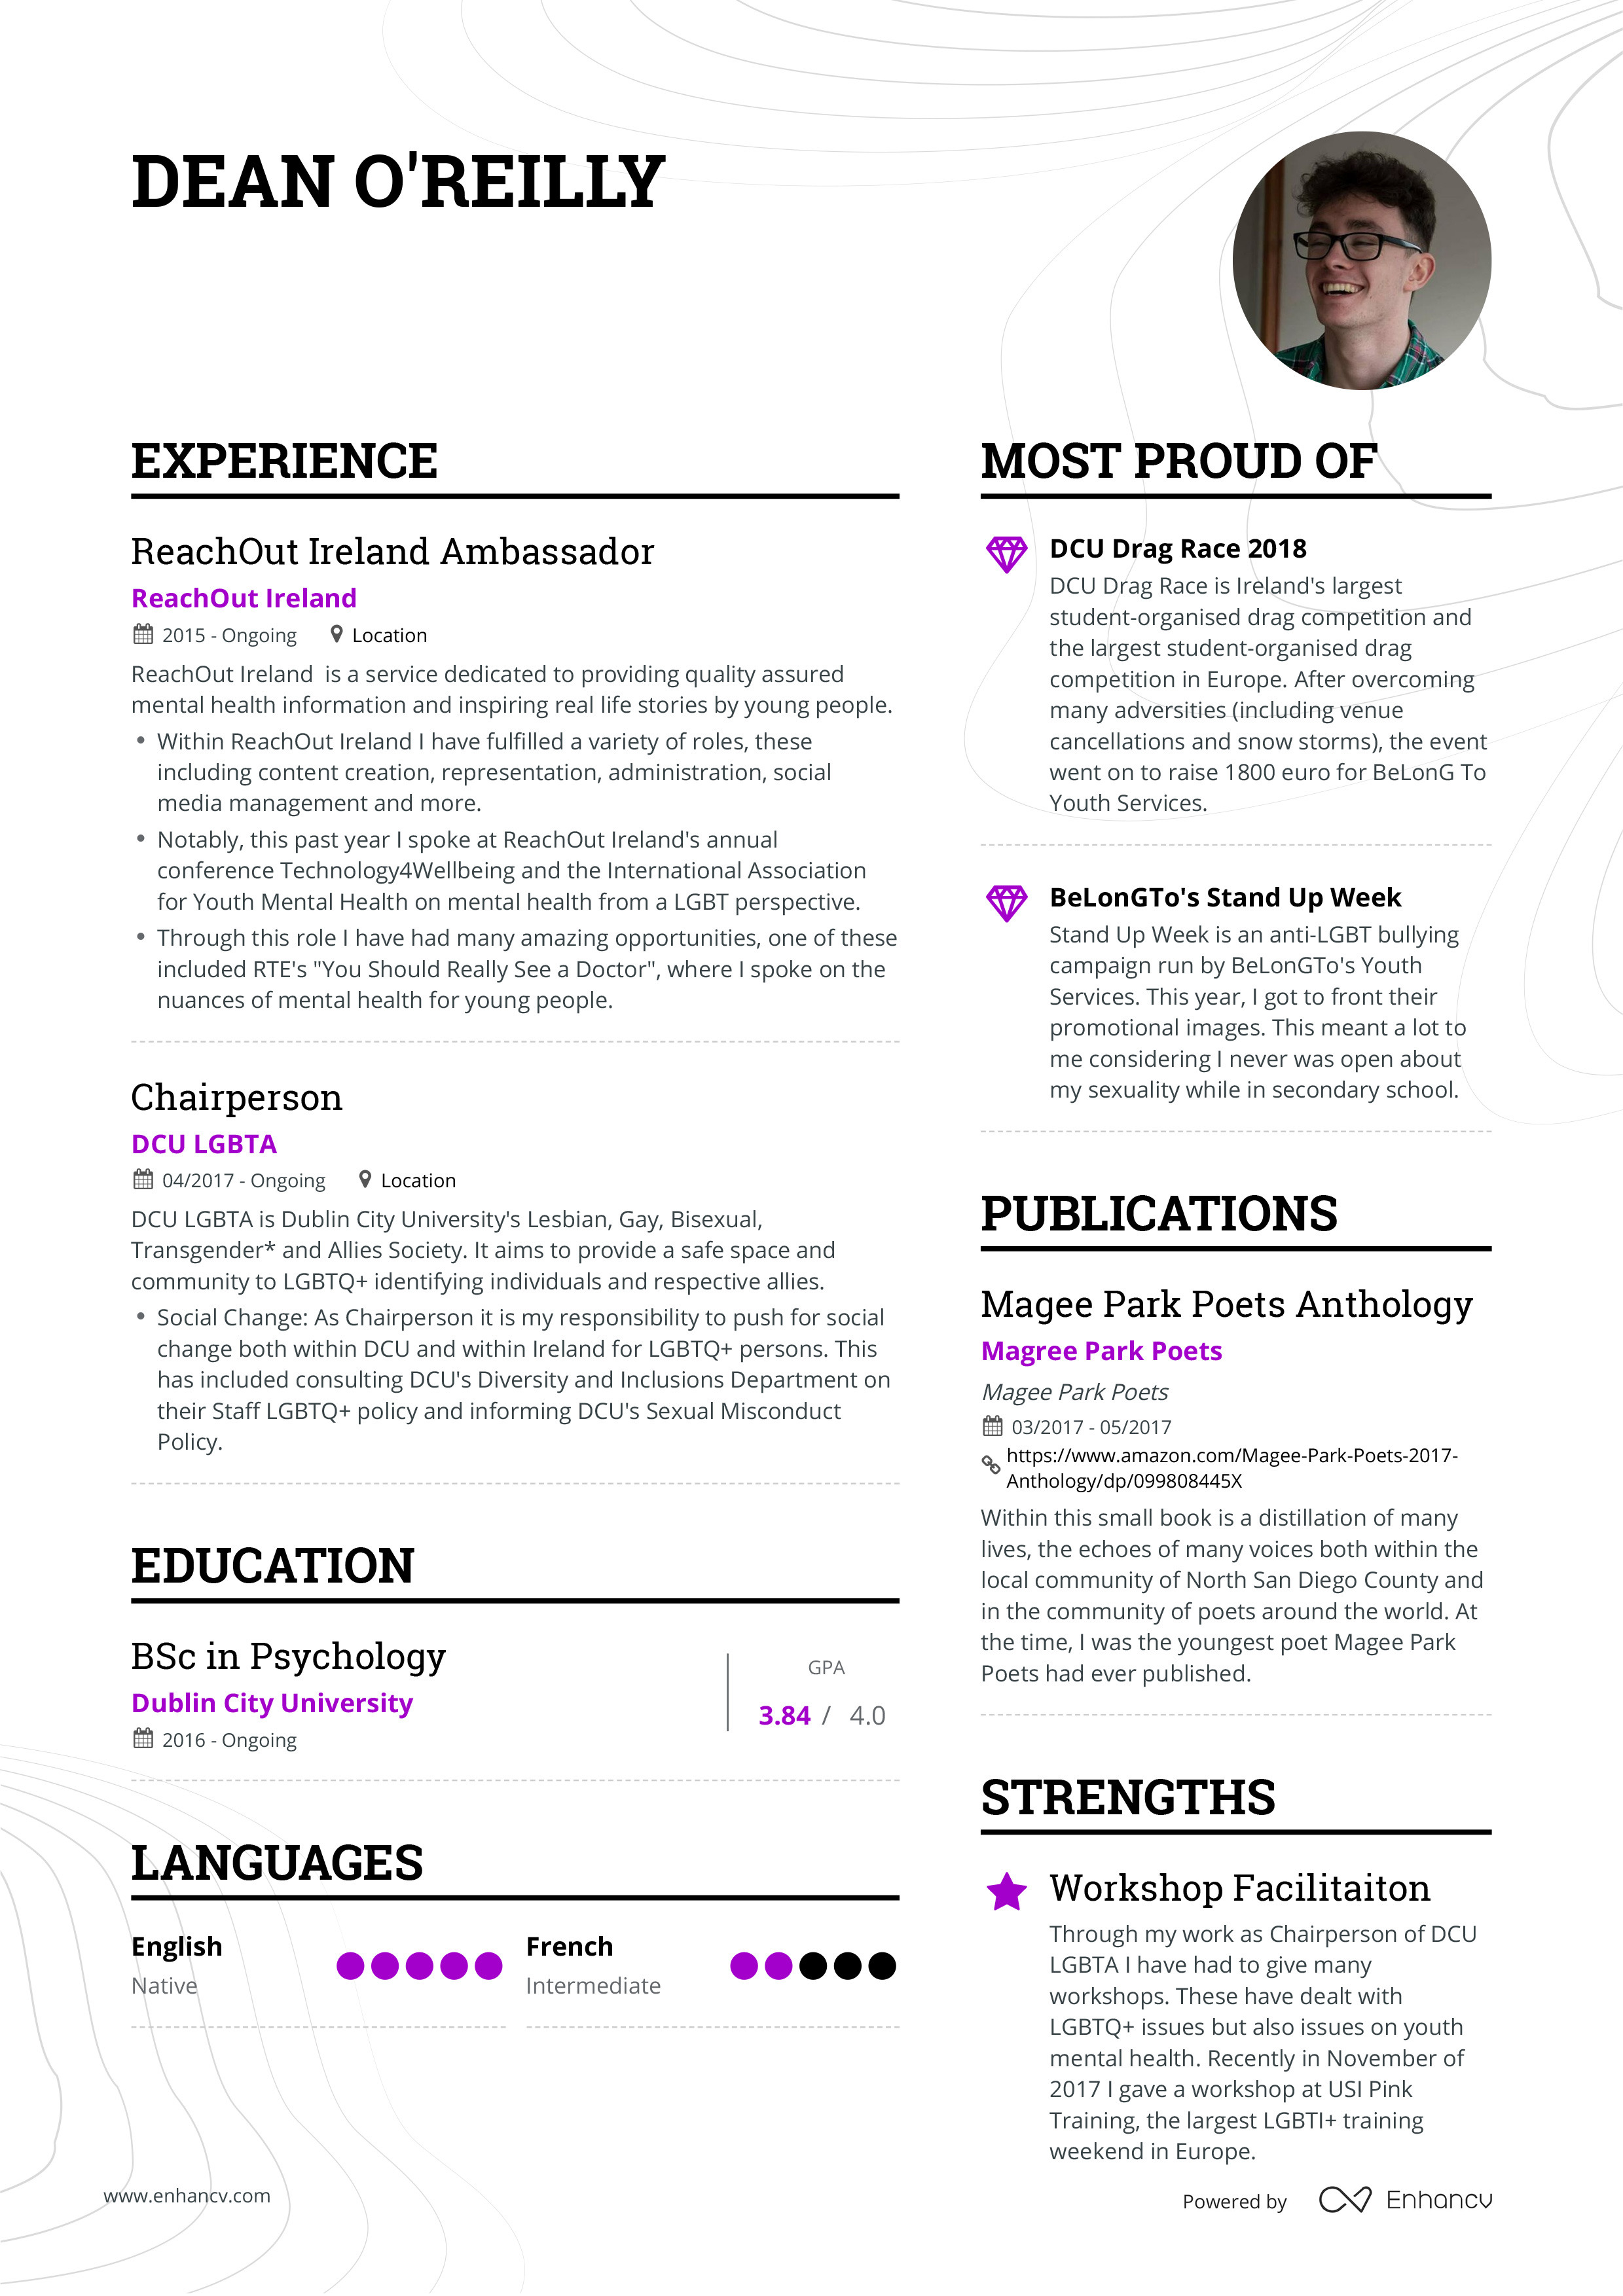 DEAN O'REILLY
EXPERIENCE
ReachOut Ireland Ambassador
ReachOut Ireland
2015 - Ongoing Location
ReachOut Ireland  is a service dedicated to providing quality assured
mental health information and inspiring real life stories by young people.
• Within ReachOut Ireland I have fulfilled a variety of roles, these
including content creation, representation, administration, social
media management and more.
• Notably, this past year I spoke at ReachOut Ireland's annual
conference Technology4Wellbeing and the International Association
for Youth Mental Health on mental health from a LGBT perspective.
• Through this role I have had many amazing opportunities, one of these
included RTE's "You Should Really See a Doctor", where I spoke on the
nuances of mental health for young people.
Chairperson
DCU LGBTA
04/2017 - Ongoing Location
DCU LGBTA is Dublin City University's Lesbian, Gay, Bisexual,
Transgender* and Allies Society. It aims to provide a safe space and
community to LGBTQ+ identifying individuals and respective allies.
• Social Change: As Chairperson it is my responsibility to push for social
change both within DCU and within Ireland for LGBTQ+ persons. This
has included consulting DCU's Diversity and Inclusions Department on
their Staff LGBTQ+ policy and informing DCU's Sexual Misconduct
Policy.
EDUCATION
BSc in Psychology
Dublin City University
2016 - Ongoing
GPA
3.84 / 4.0
LANGUAGES
English
Native
French
Intermediate
MOST PROUD OF
DCU Drag Race 2018
DCU Drag Race is Ireland's largest
student-organised drag competition and
the largest student-organised drag
competition in Europe. After overcoming
many adversities (including venue
cancellations and snow storms), the event
went on to raise 1800 euro for BeLonG To
Youth Services.
BeLonGTo's Stand Up Week
Stand Up Week is an anti-LGBT bullying
campaign run by BeLonGTo's Youth
Services. This year, I got to front their
promotional images. This meant a lot to
me considering I never was open about
my sexuality while in secondary school.
PUBLICATIONS
Magee Park Poets Anthology
Magree Park Poets
Magee Park Poets
03/2017 - 05/2017
https://www.amazon.com/Magee-Park-Poets-2017-
Anthology/dp/099808445X
Within this small book is a distillation of many
lives, the echoes of many voices both within the
local community of North San Diego County and
in the community of poets around the world. At
the time, I was the youngest poet Magee Park
Poets had ever published.
STRENGTHS
Workshop Facilitaiton
Through my work as Chairperson of DCU
LGBTA I have had to give many
workshops. These have dealt with
LGBTQ+ issues but also issues on youth
mental health. Recently in November of
2017 I gave a workshop at USI Pink
Training, the largest LGBTI+ training
weekend in Europe.
www.enhancv.com
Powered by Enhancv